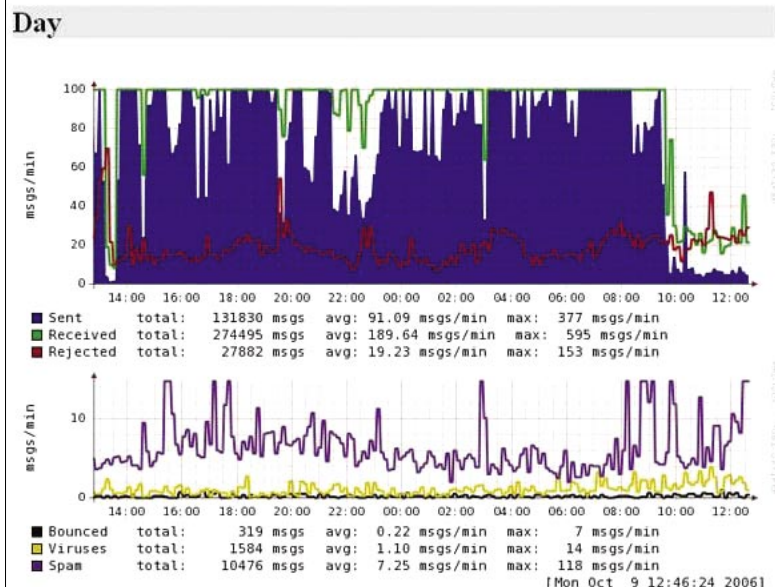 Day
100
80
60
40
20
0
msgs/min
14:00 16:00 18:00 20:00 22:00 00:00 02:00 04:00 06:00 08:00 10:00 12:00
Sent total: 131830 msgs avg: 91.09 msgs/min max: 377 msgs/min
Received total: 274495 msgs avg: 189.64 msgs/min max: 595 msgs/min
Rejected total: 27882 msgs avg: 19.23 msgs/min max: 153 msgs/min
10
0
msgs/min
14:00 16:00 18:00 20:00 22:00 00:00 02:00 04:00 06:00 08:00 10:00 12:00
Bounced total: 319 msgs avg: 0.22 msgs/min max: 7 msgs/min
Viruses total: 1584 msgs avg: 1.10 msgs/min max: 14 msgs/min
Spam total: 10476 msgs avg: 7.25 msgs/min max: 118 msgs/min
[Mon Oct 9 12:46:24 2006]